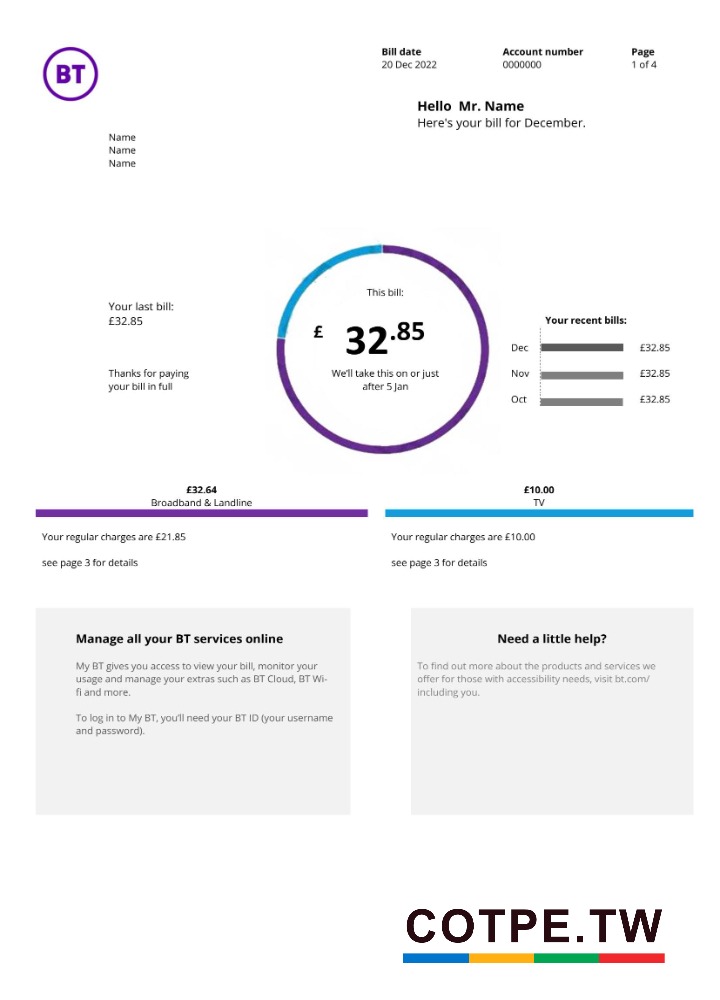 BT
Bill date Account number Page
20 Dec 2022 0000000 1 of 4
Hello Mr. Name
Here's your bill for December.
Name
Name
Name
Your last bill:
£32.85
Thanks for paying
your bill in full
This bill:
£ 32.85
We'll take this on or just
after 5 Jan
Your recent bills:
Dec £32.85
Nov £32.85
Oct £32.85
£32.64
Broadband & Landline
Your regular charges are £21.85
see page 3 for details
£10.00
TV
Your regular charges are £10.00
see page 3 for details
Manage all your BT services online
My BT gives you access to view your bill, monitor your
usage and manage your extras such as BT Cloud, BT Wi-
fi and more.
To log in to My BT, you'll need your BT ID (your username
and password).
Need a little help?
To find out more about the products and services we
offer for those with accessibility needs, visit bt.com/
including you.
COTPE.TW